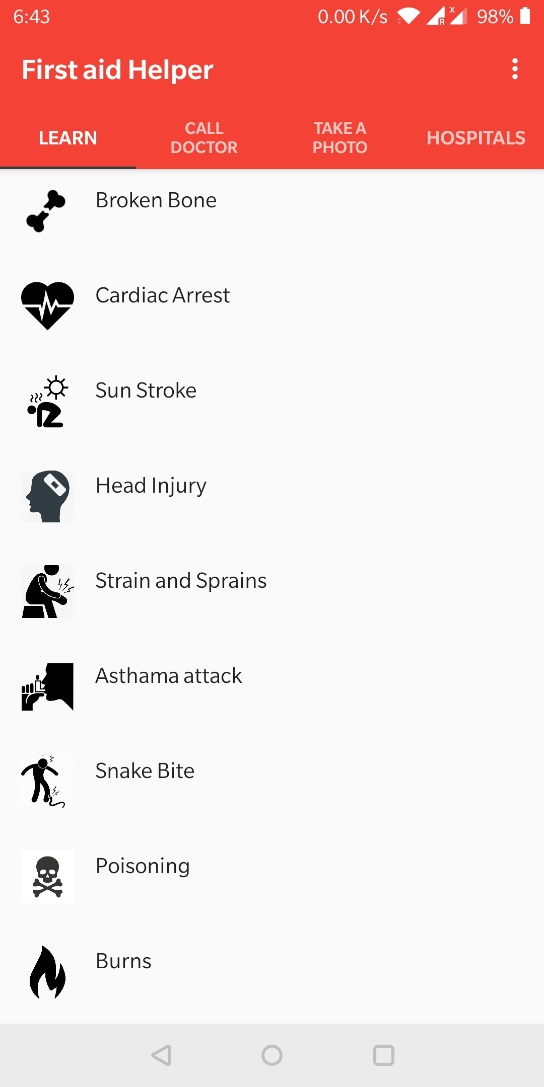 6:43 0.00 K/s R x 98%
First aid Helper
LEARN
CALL
DOCTOR
TAKE A
PHOTO
HOSPITALS
Broken Bone
Cardiac Arrest
Sun Stroke
Head Injury
Strain and Sprains
Asthama attack
Snake Bite
Poisoning
Burns